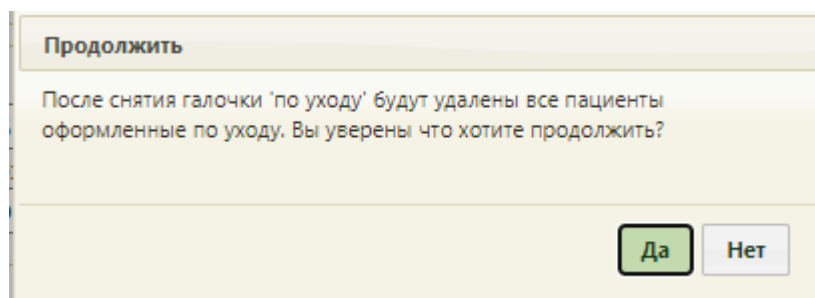 Продолжить
После снятия галочки 'по уходу' будут удалены все пациенты
оформленные по уходу. Вы уверены что хотите продолжить?
Да
Нет